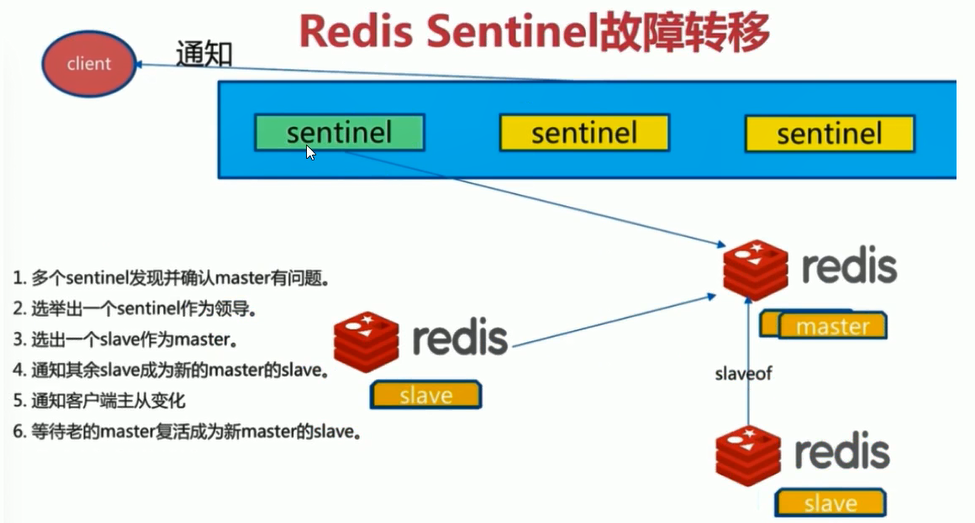 Redis Sentinel故障转移
client
通知
sentinel
sentinel
sentinel
1. 多个sentinel发现并确认master有问题。
2. 选举出一个sentinel作为领导。
3. 选出一个slave作为master。
4. 通知其余slave成为新的master的slave。
5. 通知客户端主从变化
6. 等待老的master复活成为新master的slave。
redis
master
redis
slave
slaveof
redis
slave